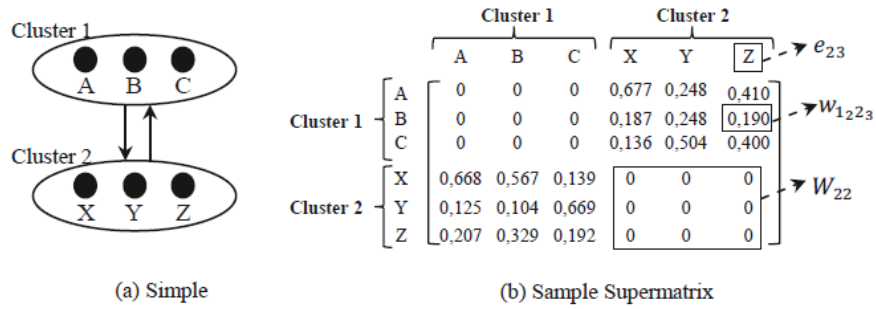 Cluster 1
A B C
Cluster 2
X Y Z
(a) Simple
Cluster 1 Cluster 2
A B C X Y Z e₂₃
Cluster 1
A 0 0 0 0,677 0,248 0,410
B 0 0 0 0,187 0,248 0,190 w₁₂₂₃
C 0 0 0 0,136 0,504 0,400
Cluster 2
X 0,668 0,567 0,139 0 0 0 W₂₂
Y 0,125 0,104 0,669 0 0 0
Z 0,207 0,329 0,192 0 0 0
(b) Sample Supermatrix